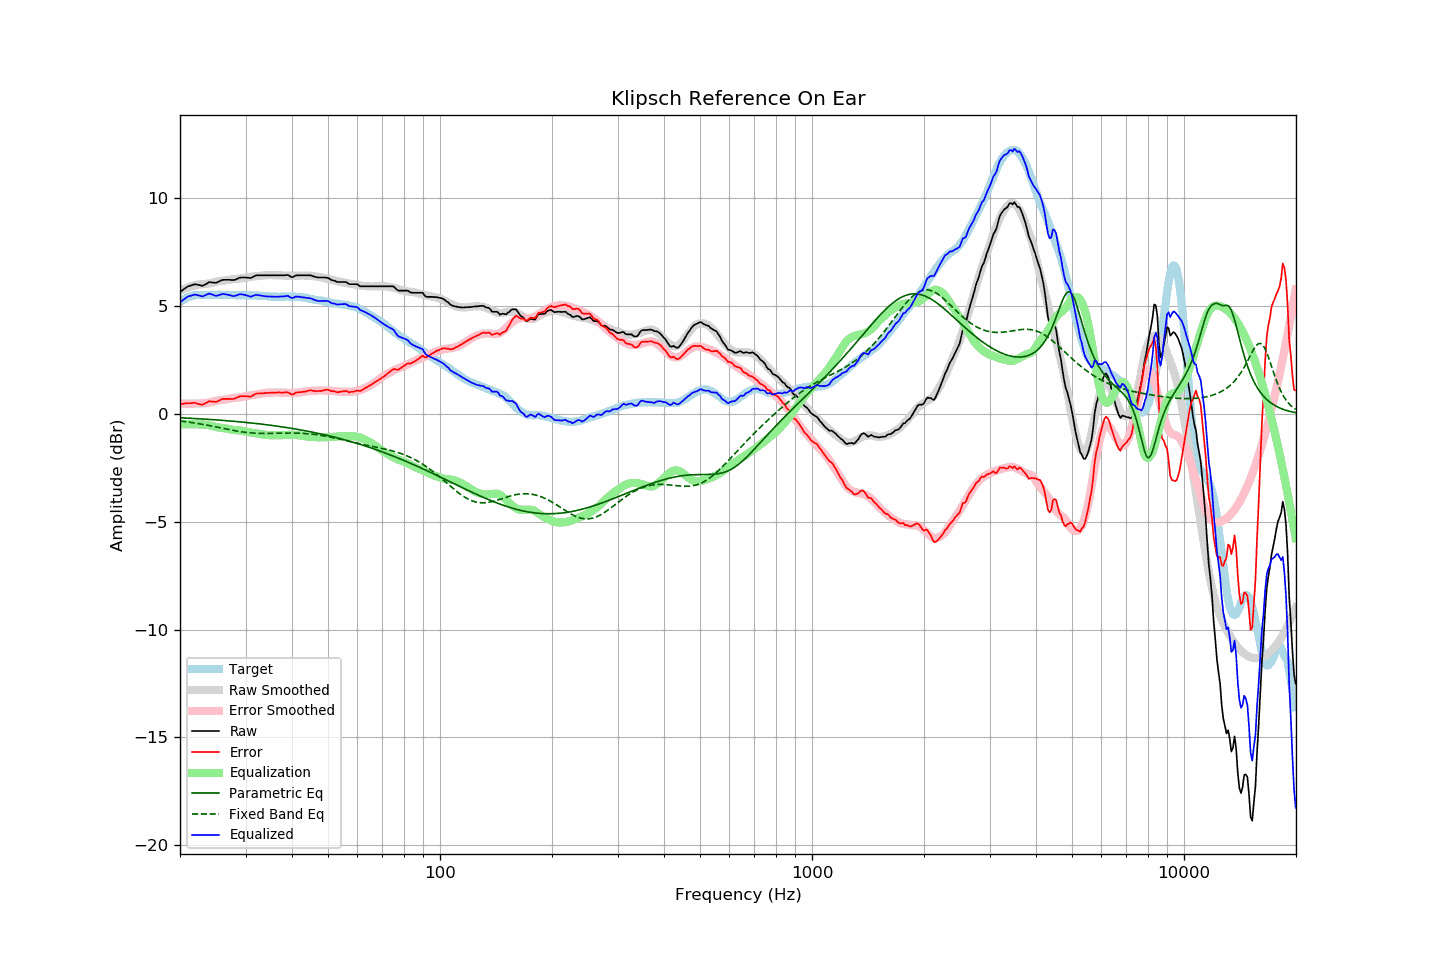 Klipsch Reference On Ear
Amplitude (dBr)
10
5
0
−5
−10
−15
−20
Target
Raw Smoothed
Error Smoothed
Raw
Error
Equalization
Parametric Eq
Fixed Band Eq
Equalized
100
1000
10000
Frequency (Hz)